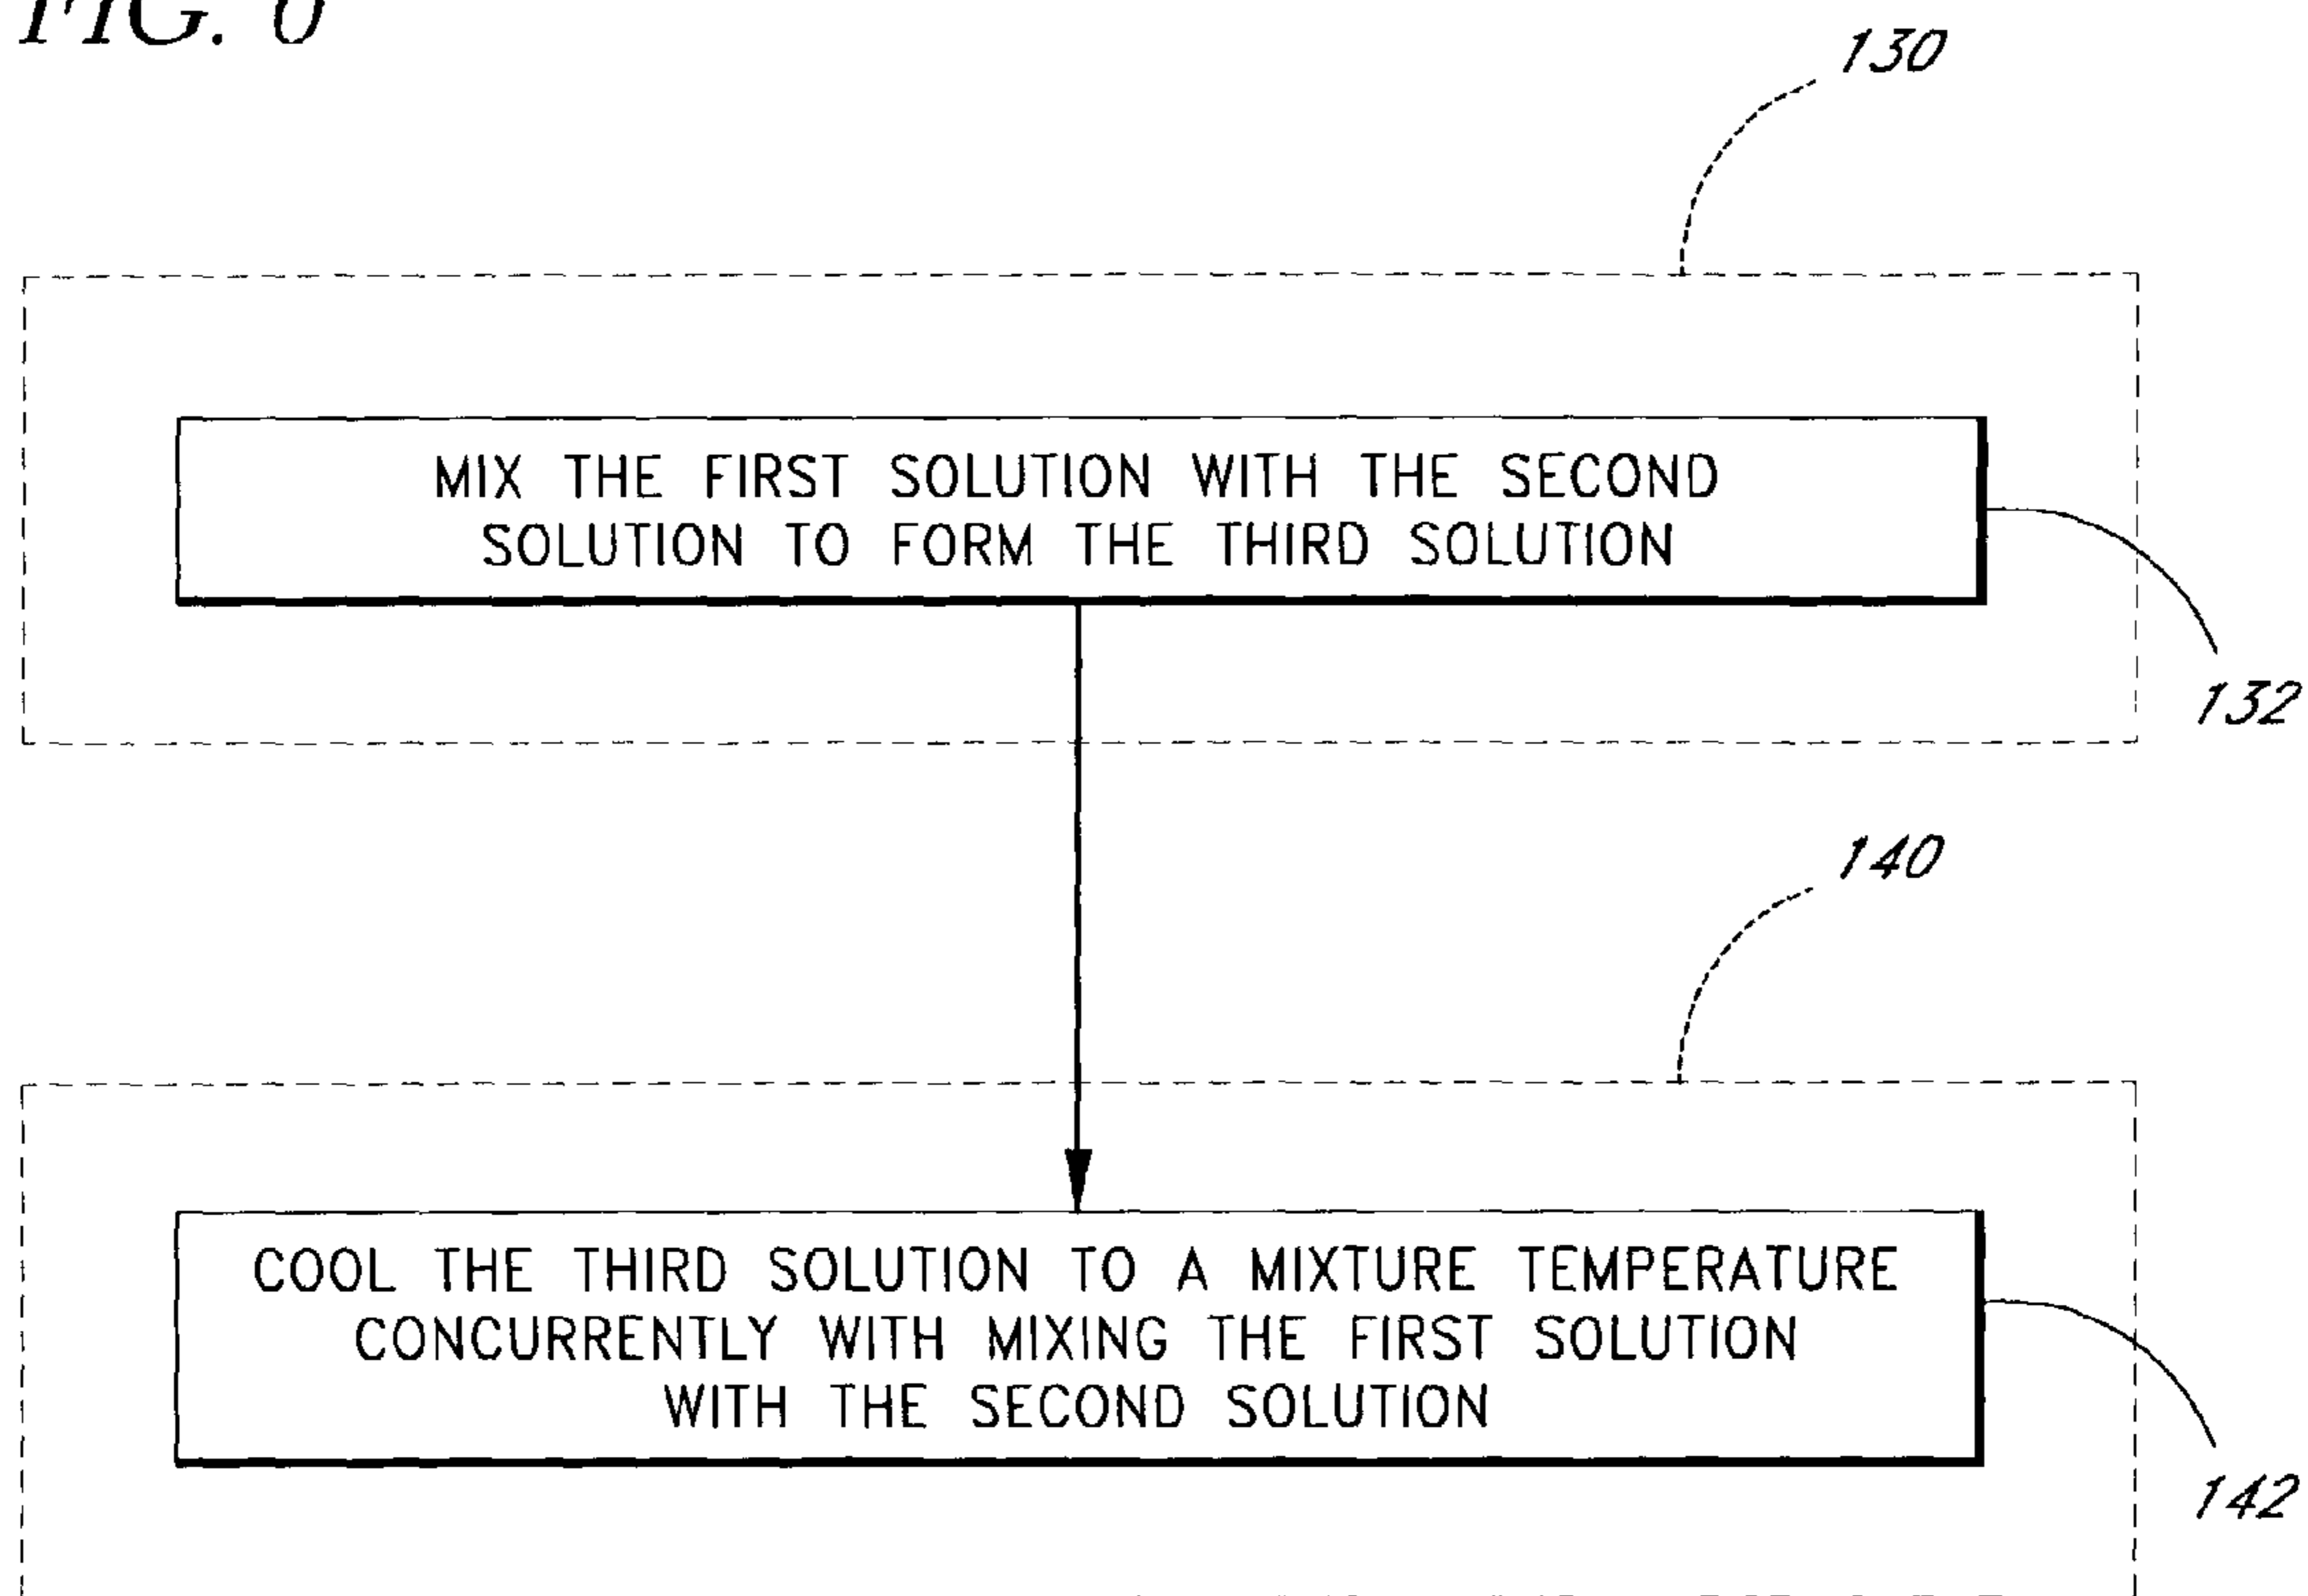 FIG.
130
MIX THE FIRST SOLUTION WITH THE SECOND
SOLUTION TO FORM THE THIRD SOLUTION
132
140
COOL THE THIRD SOLUTION TO A MIXTURE TEMPERATURE
CONCURRENTLY WITH MIXING THE FIRST SOLUTION
WITH THE SECOND SOLUTION
142